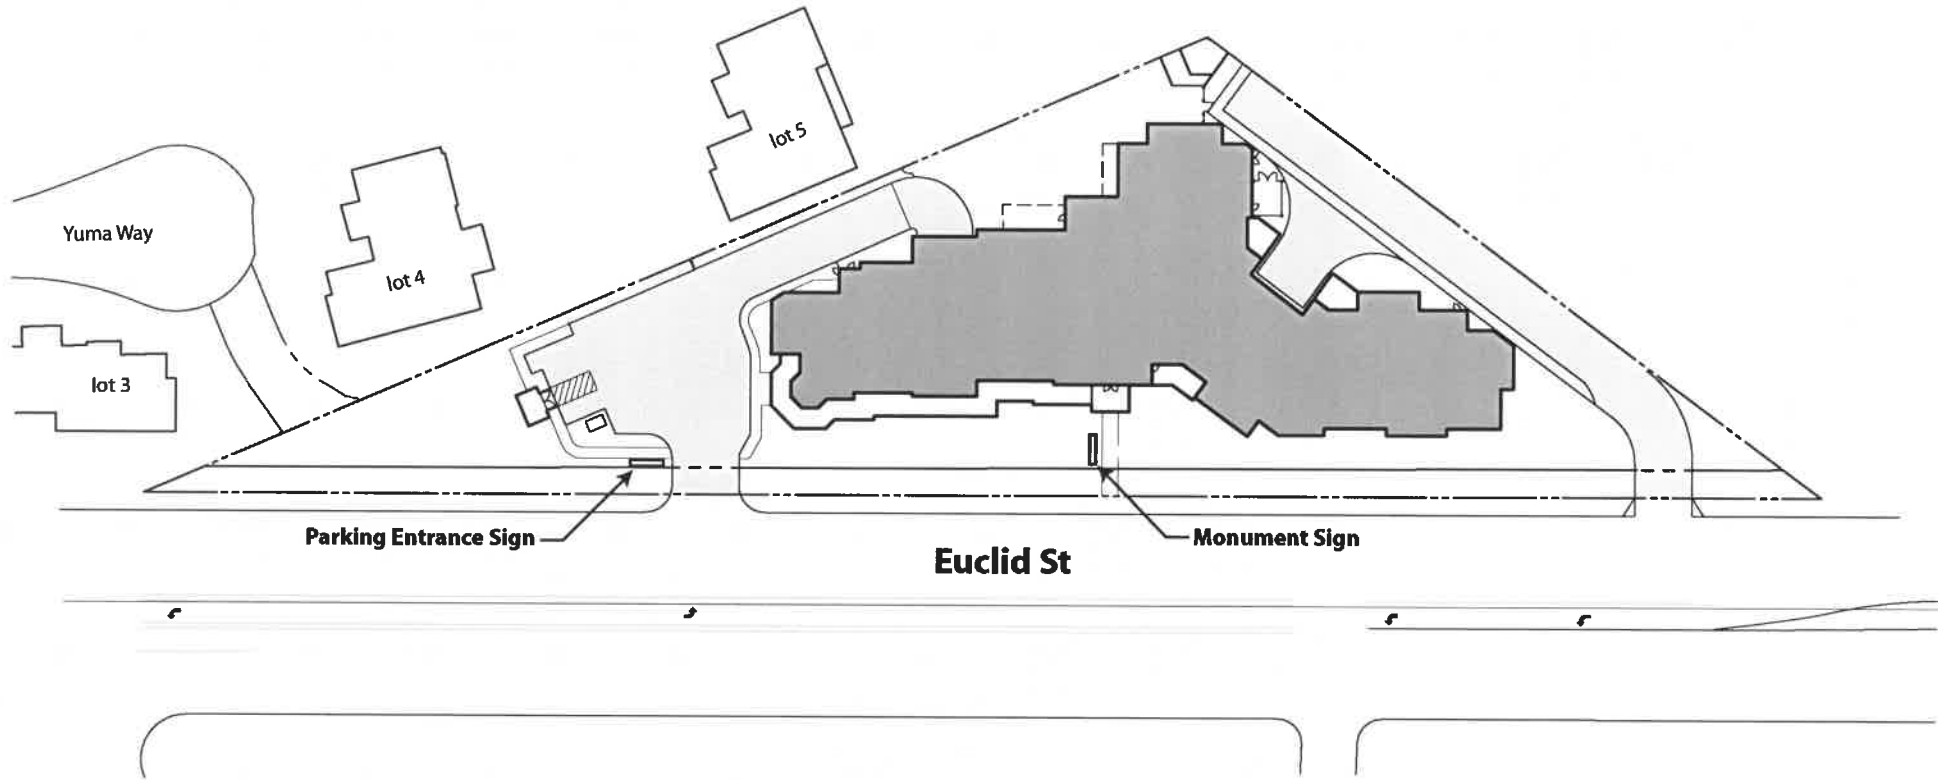 lot 5
Yuma Way
lot 4
lot 3
Parking Entrance Sign
Monument Sign
Euclid St